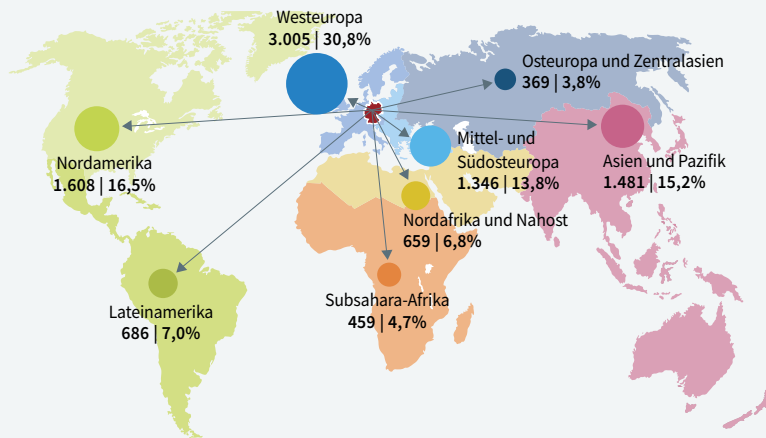 Westeuropa
3.005 | 30,8%
Osteuropa und Zentralasien
369 | 3,8%
Nordamerika
1.608 | 16,5%
Mittel- und
Südosteuropa
1.346 | 13,8%
Asien und Pazifik
1.481 | 15,2%
Nordafrika und Nahost
659 | 6,8%
Lateinamerika
686 | 7,0%
Subsahara-Afrika
459 | 4,7%